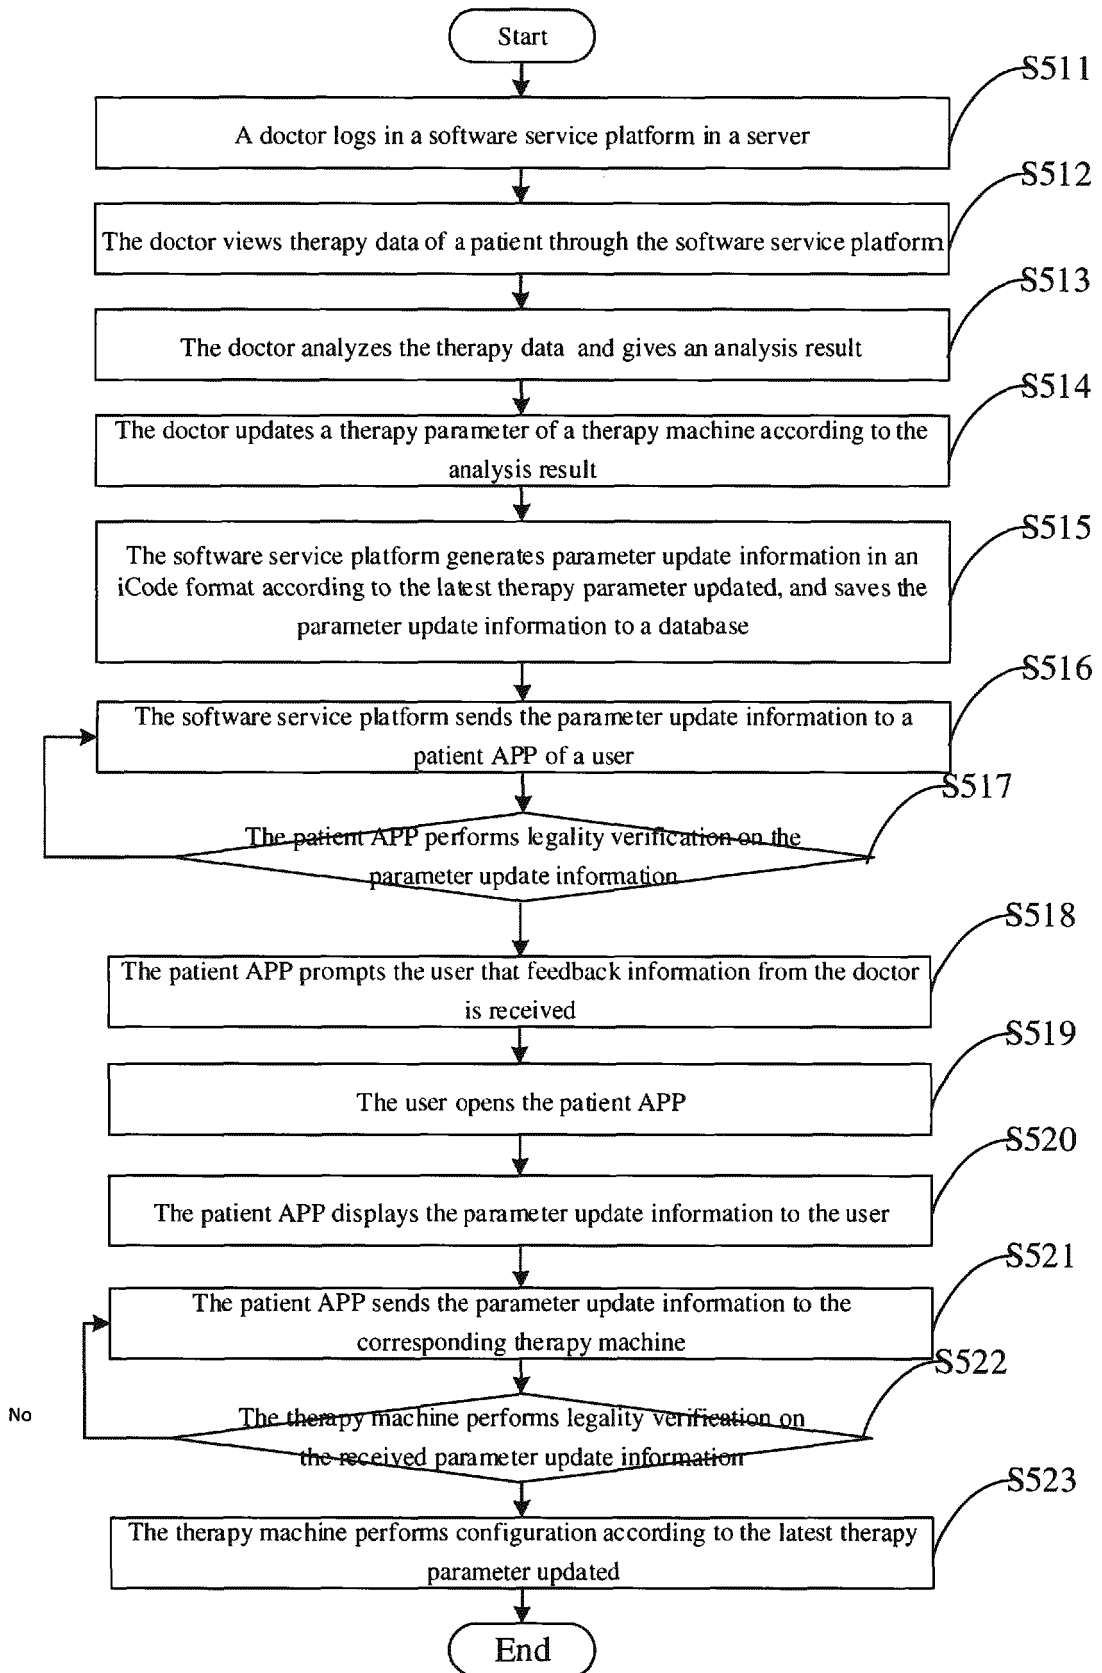 Start
S511
A doctor logs in a software service platform in a server
S512
The doctor views therapy data of a patient through the software service platform
S513
The doctor analyzes the therapy data and gives an analysis result
S514
The doctor updates a therapy parameter of a therapy machine according to the
analysis result
S515
The software service platform generates parameter update information in an
iCode format according to the latest therapy parameter updated, and saves the
parameter update information to a database
S516
The software service platform sends the parameter update information to a
patient APP of a user
S517
The patient APP performs legality verification on the
parameter update information
S518
The patient APP prompts the user that feedback information from the doctor
is received
S519
The user opens the patient APP
S520
The patient APP displays the parameter update information to the user
S521
The patient APP sends the parameter update information to the
corresponding therapy machine
S522
No
The therapy machine performs legality verification on
the received parameter update information
S523
The therapy machine performs configuration according to the latest therapy
parameter updated
End